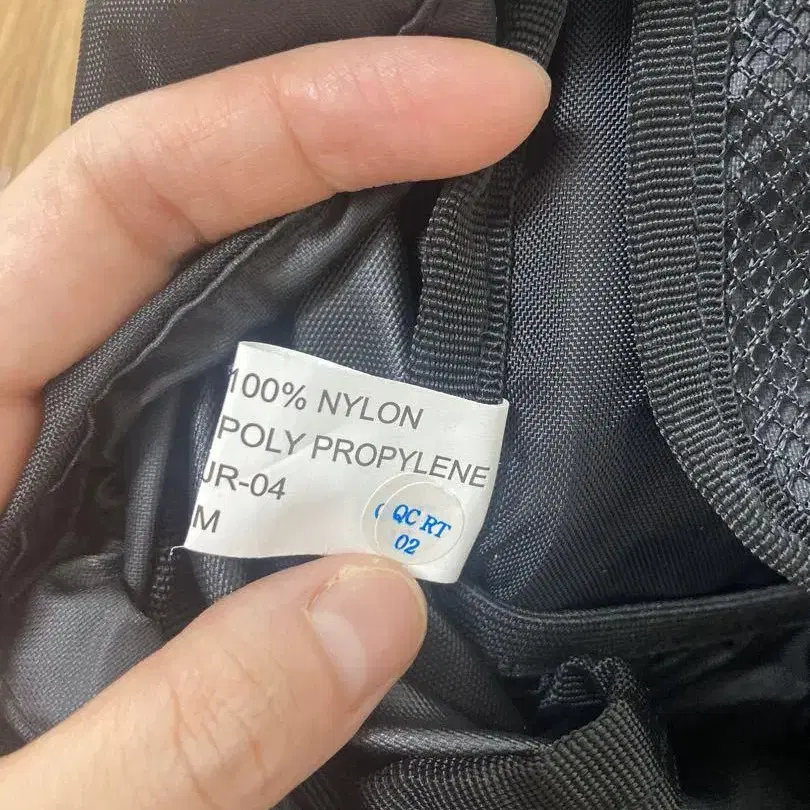 100% NYLON
POLY PROPYLENE
JR-04
M
QC RT
02